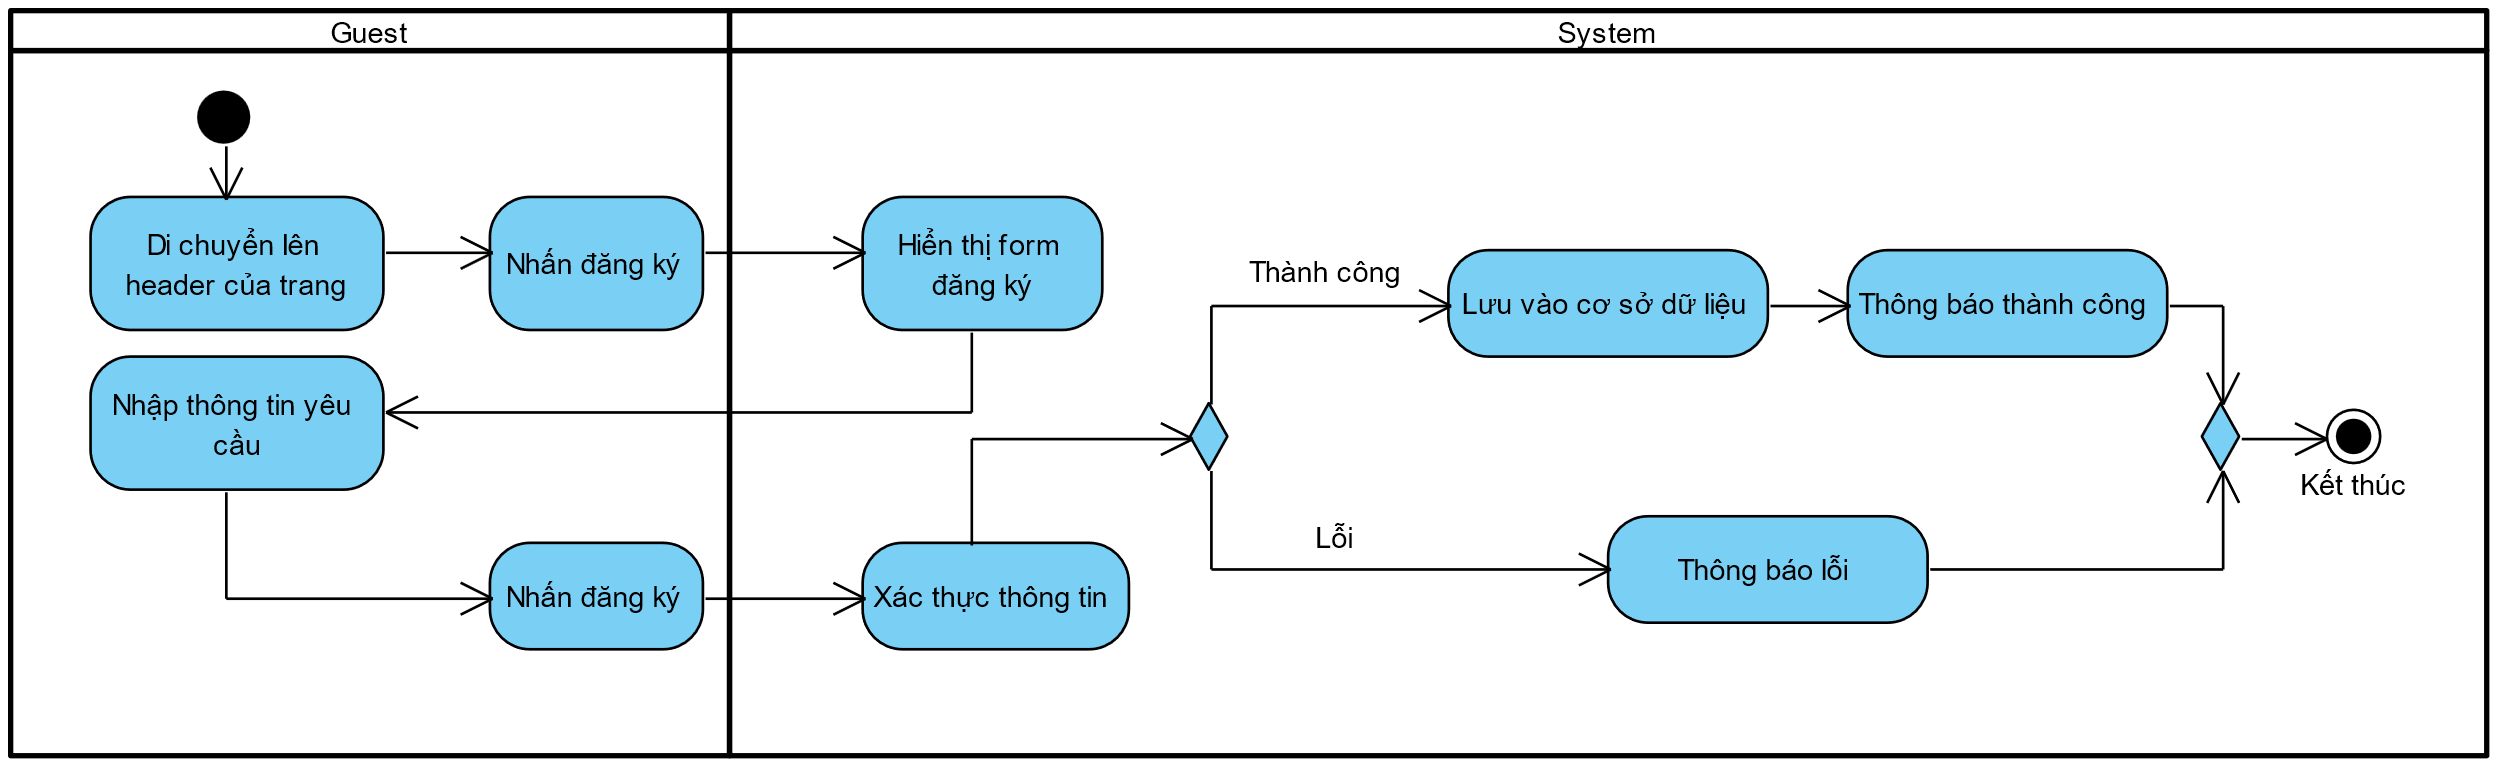 Guest
System
Di chuyển lên
header của trang
Nhấn đăng ký
Hiển thị form
đăng ký
Thành công
Lưu vào cơ sở dữ liệu
Thông báo thành công
Nhập thông tin yêu
cầu
Kết thúc
Lỗi
Nhấn đăng ký
Xác thực thông tin
Thông báo lỗi